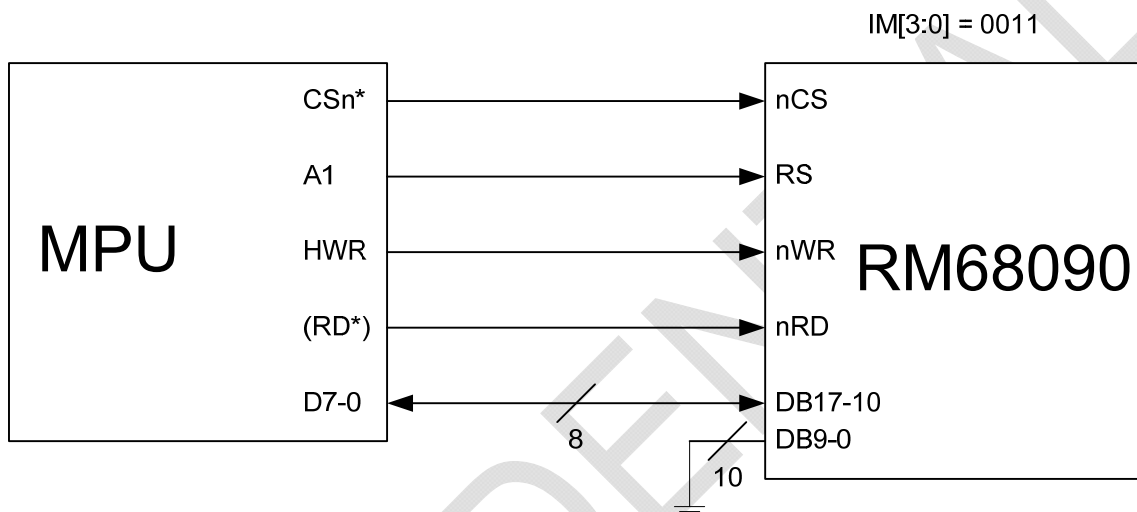 IM[3:0] = 0011
MPU
CSn*
A1
HWR
(RD*)
D7-0
8
10
nCS
RS
nWR
nRD
DB17-10
DB9-0
RM68090